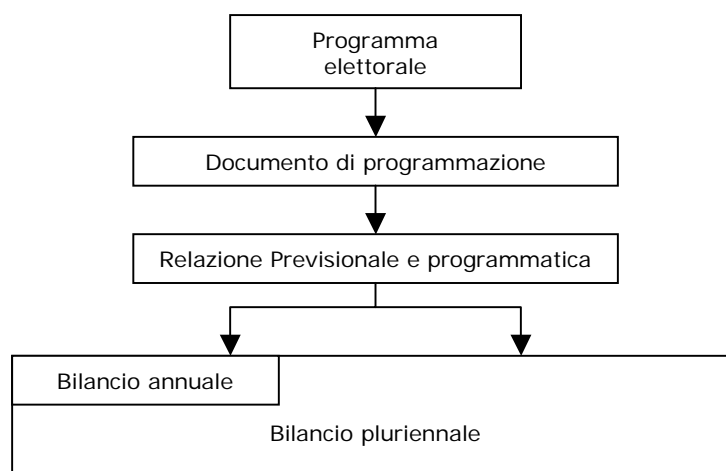 Programma
elettorale
Documento di programmazione
Relazione Previsionale e programmatica
Bilancio annuale
Bilancio pluriennale